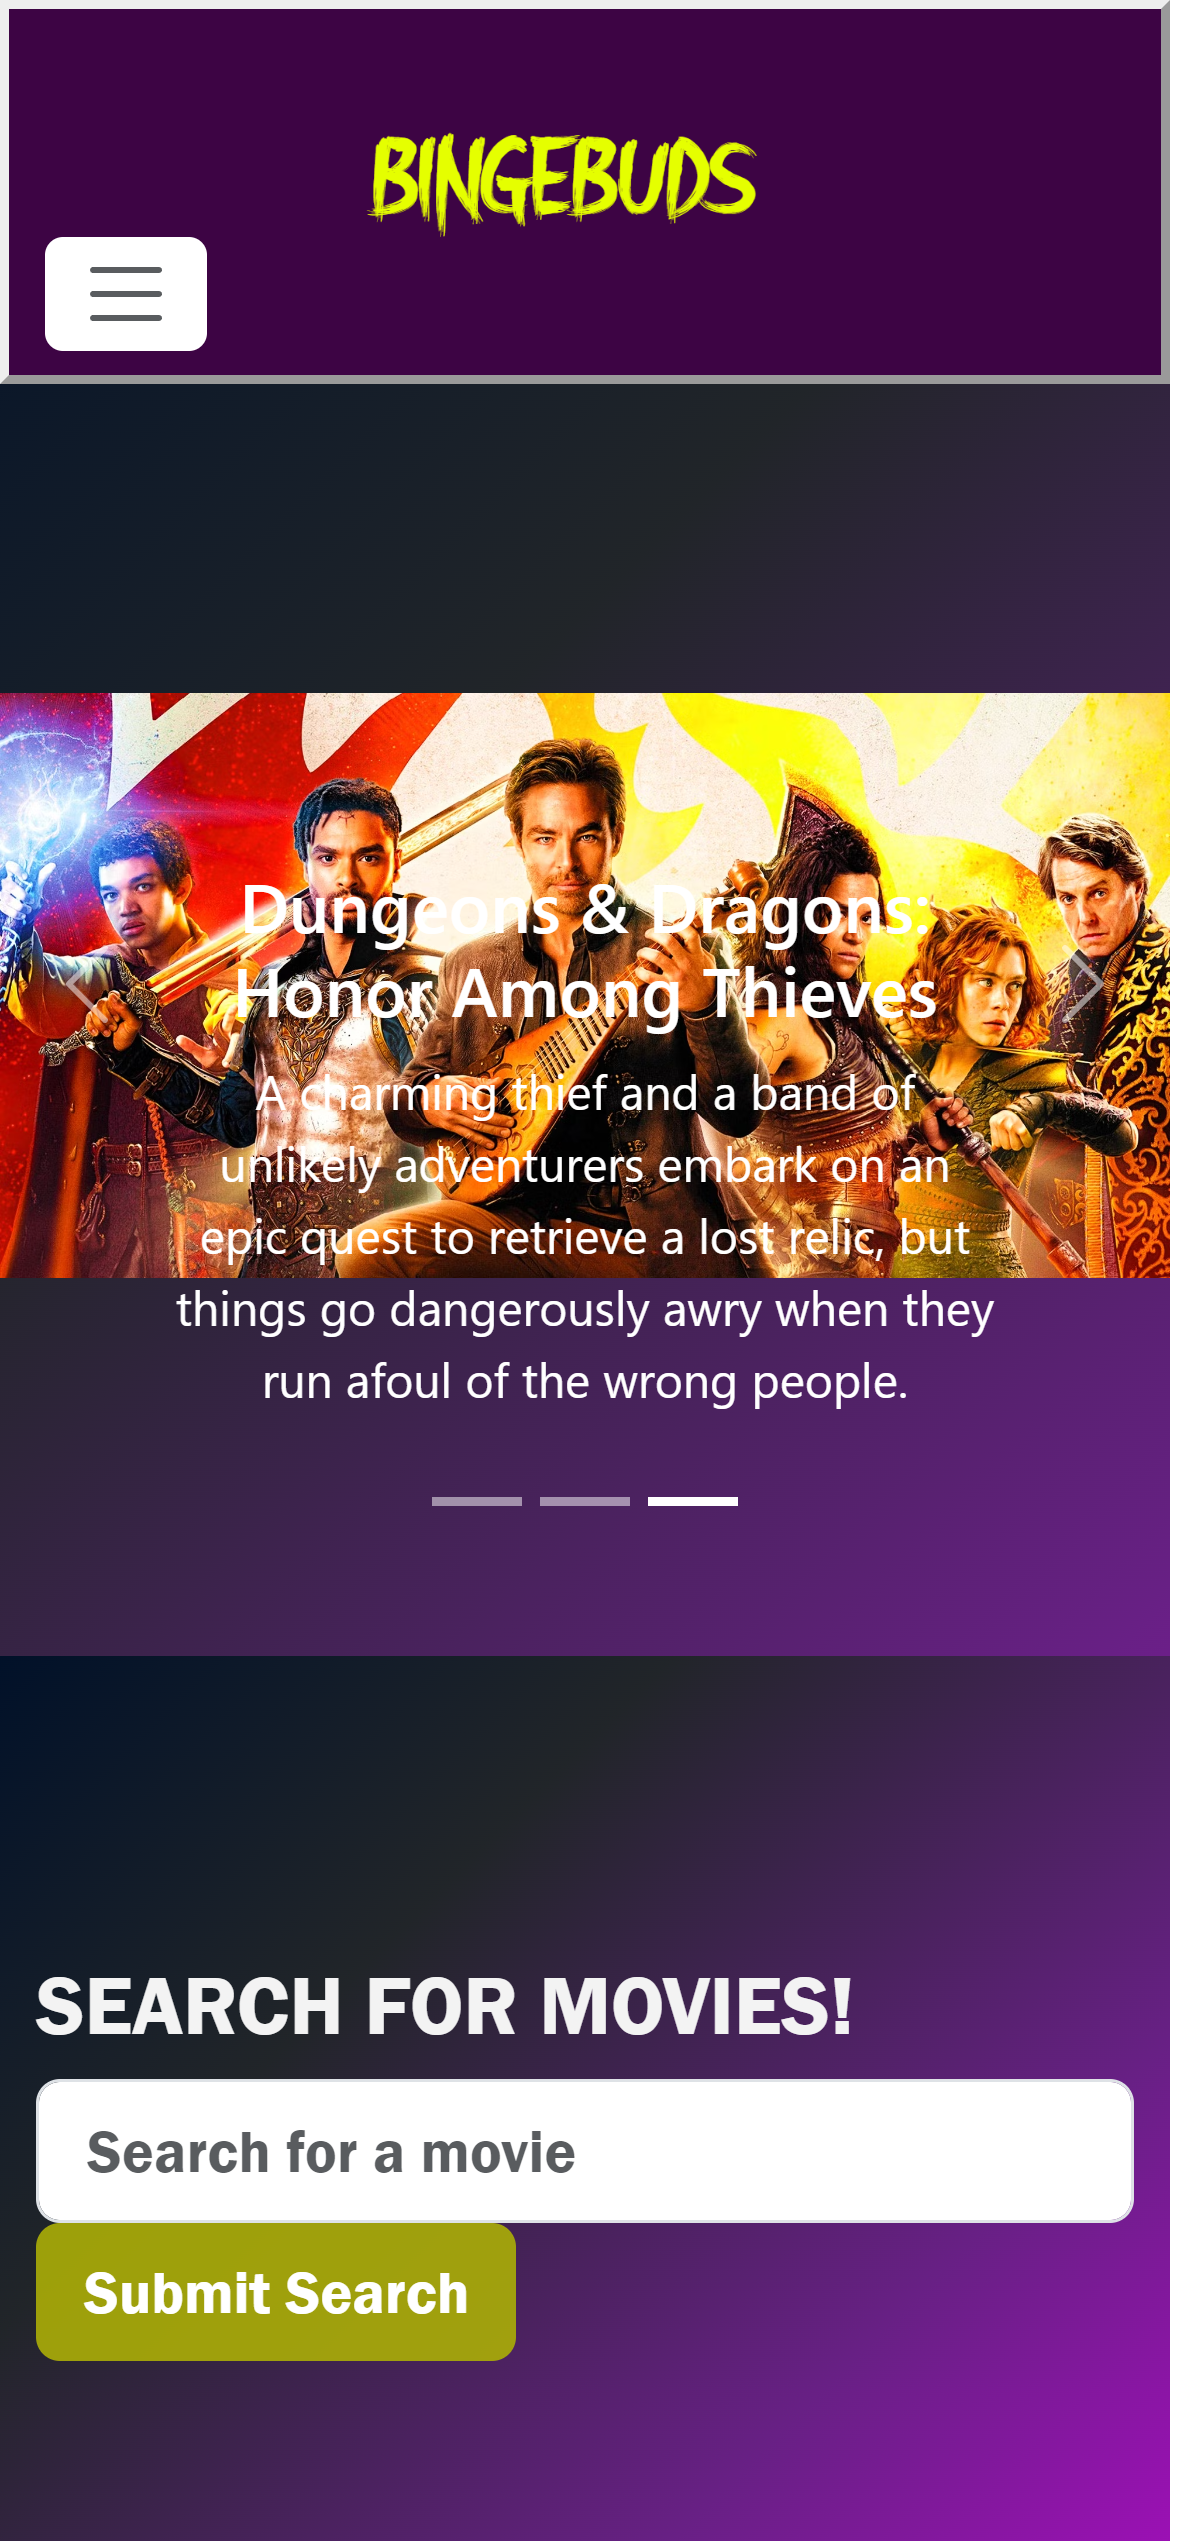 BINGEBUDS
Dungeons & Dragons:
Honor Among Thieves
A charming thief and a band of
unlikely adventurers embark on an
epic quest to retrieve a lost relic, but
things go dangerously awry when they
run afoul of the wrong people.
SEARCH FOR MOVIES!
Search for a movie
Submit Search